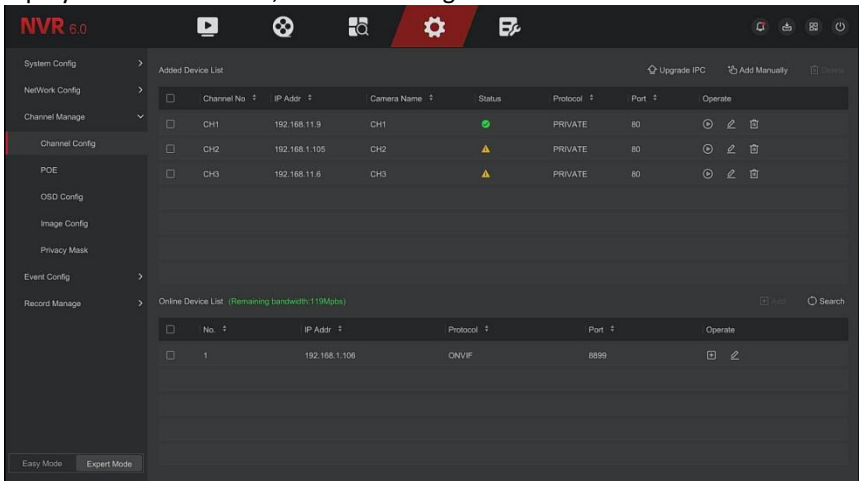 NVR 6.0
System Config
NetWork Config
Channel Manage
Channel Config
POE
OSD Config
Image Config
Privacy Mask
Event Config
Record Manage
Easy Mode Expert Mode
Added Device List Upgrade IPC Add Manually Delete
Channel No IP Addr Camera Name Status Protocol Port Operate
CH1 192.168.11.9 CH1 PRIVATE 80
CH2 192.168.1.105 CH2 PRIVATE 80
CH3 192.168.11.6 CH3 PRIVATE 80
Online Device List (Remaining bandwidth:119Mpbs) Add Search
No. IP Addr Protocol Port Operate
1 192.168.1.106 ONVIF 8899